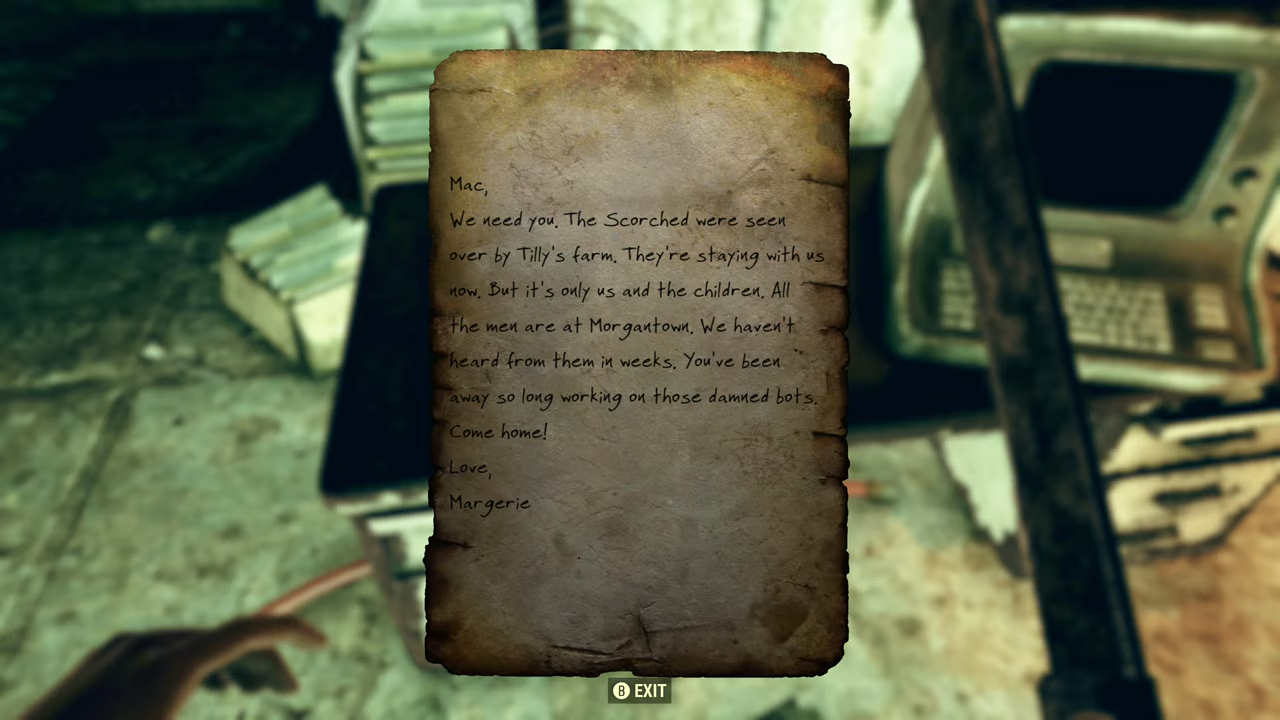 Mac,
We need you. The Scorched were seen
over by Tilly's farm. They're staying with us
now. But it's only us and the children. All
the men are at Morgantown. We haven't
heard from them in weeks. You've been
away so long working on those damned bots.
Come home!
Love,
Margerie
B EXIT